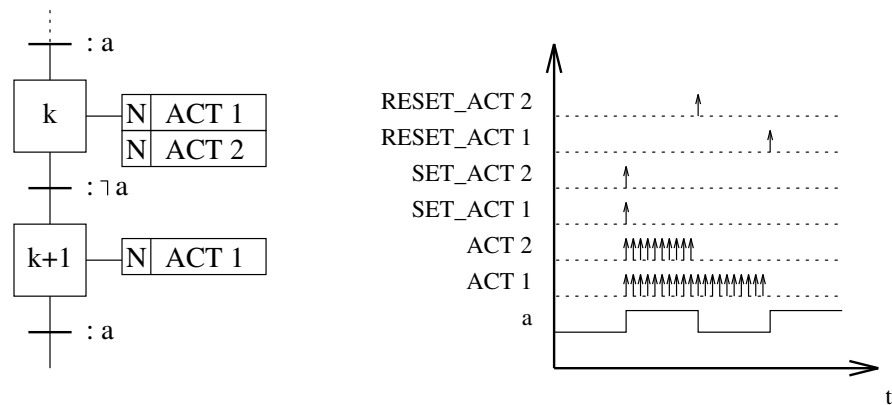 : a
k
N ACT 1
N ACT 2
: ┐a
k+1
N ACT 1
: a
RESET_ACT 2
RESET_ACT 1
SET_ACT 2
SET_ACT 1
ACT 2
ACT 1
a
t